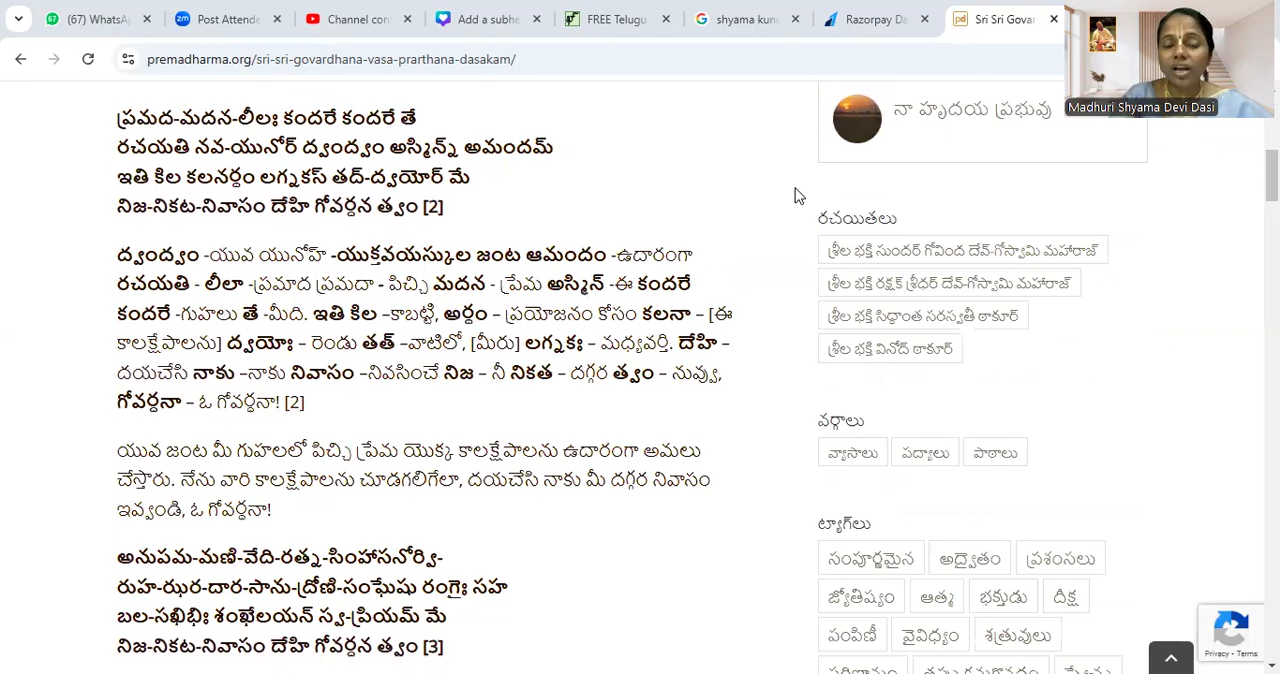 (67) WhatsA
Post Attende
Channel con
Add a subhe
FREE Telugu
shyama kund
Razorpay Da
Sri Sri Govar
premadharma.org/sri-sri-govardhana-vasa-prarthana-dasakam/
Madhuri Shyama Devi Dasi
ప్రమద-మదన-లీలః కందరే కందరే తే
రచయతి నవ-యునోర్ ద్వంద్వం అస్మిన్న్ అమందమ్
ఇతి కిల కలనర్థం లగ్నకస్ తద్-ద్వయోర్ మే
నిజ-నికట-నివాసం దేహి గోవర్ధన త్వం [2]
ద్వంద్వం -యువ యునోహ్ -యుక్తవయస్కుల జంట ఆమందం -ఉదారంగా
రచయతి - లీలా -ప్రమాద ప్రమదా - పిచ్చి మదన - ప్రేమ అస్మిన్ -ఈ కందరే
కందరే -గుహలు తే -మీది. ఇతి కిల –కాబట్టి, అర్థం – ప్రయోజనం కోసం కలనా – [ఈ
కాలక్షేపాలను] ద్వయోః – రెండు తత్ –వాటిలో, [మీరు] లగ్నకః – మధ్యవర్తి. దేహి –
దయచేసి నాకు –నాకు నివాసం –నివసించే నిజ – నీ నికత – దగ్గర త్వం – నువ్వు,
గోవర్ధనా – ఓ గోవర్ధనా! [2]
యువ జంట మీ గుహలలో పిచ్చి ప్రేమ యొక్క కాలక్షేపాలను ఉదారంగా అమలు
చేస్తారు. నేను వారి కాలక్షేపాలను చూడగలిగేలా, దయచేసి నాకు మీ దగ్గర నివాసం
ఇవ్వండి, ఓ గోవర్ధనా!
అనుపమ-మణి-వేది-రత్న-సింహాసనోర్వి-
రుహ-ఝర-దార-సాను-ద్రోణి-సంఘేషు రంగైః సహ
బల-సఖిభిః శంఖేలయన్ స్వ-ప్రియమ్ మే
నిజ-నికట-నివాసం దేహి గోవర్ధన త్వం [3]
నా హృదయ ప్రభువు
రచయితలు
శ్రీల భక్తి సుందర్ గోవింద దేవ్-గోస్వామి మహారాజ్
శ్రీల భక్తి రక్షక్ శ్రీధర్ దేవ్-గోస్వామి మహారాజ్
శ్రీల భక్తి సిద్ధాంత సరస్వతీ ఠాకూర్
శ్రీల భక్తి వినోద్ ఠాకూర్
వర్గాలు
వ్యాసాలు పద్యాలు పాఠాలు
ట్యాగ్‌లు
సంపూర్ణమైన అద్వైతం ప్రశంసలు
జ్యోతిష్యం ఆత్మ భక్తుడు దీక్ష
పంపిణీ వైవిధ్యం శత్రువులు
Privacy - Terms